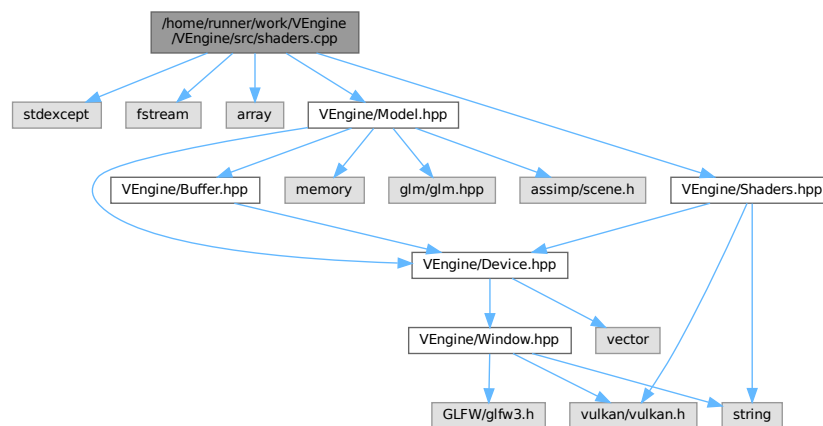 /home/runner/work/VEngine
/VEngine/src/shaders.cpp
stdexcept
fstream
array
VEngine/Model.hpp
VEngine/Buffer.hpp
memory
glm/glm.hpp
assimp/scene.h
VEngine/Shaders.hpp
VEngine/Device.hpp
VEngine/Window.hpp
vector
GLFW/glfw3.h
vulkan/vulkan.h
string